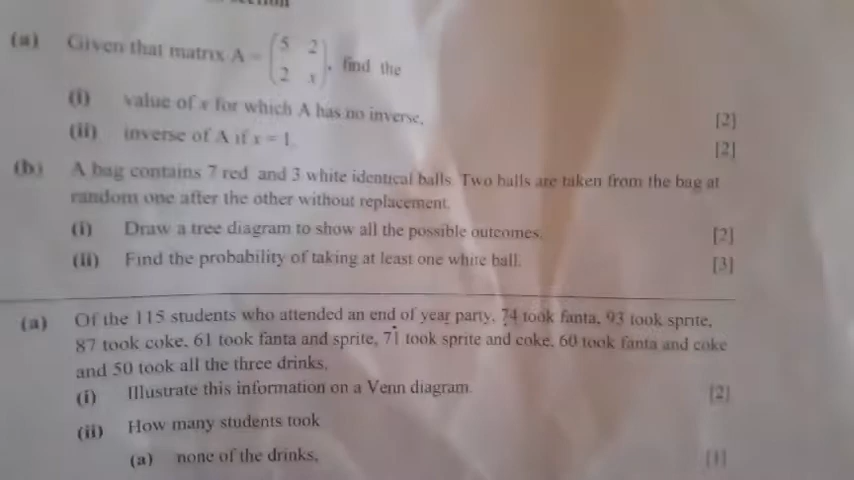 (a) Given that matrix A = (5 2
2 x), find the
(i) value of x for which A has no inverse, [2]
(ii) inverse of A if x = 1. [2]
(b) A bag contains 7 red and 3 white identical balls. Two balls are taken from the bag at
random one after the other without replacement.
(i) Draw a tree diagram to show all the possible outcomes. [2]
(ii) Find the probability of taking at least one white ball. [3]
(a) Of the 115 students who attended an end of year party, 74 took fanta, 93 took sprite,
87 took coke, 61 took fanta and sprite, 71 took sprite and coke, 60 took fanta and coke
and 50 took all the three drinks.
(i) Illustrate this information on a Venn diagram. [2]
(ii) How many students took
(a) none of the drinks, [1]